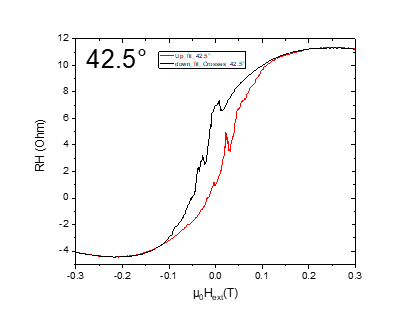 42.5°
Up_fit_42.5°
down_fit_Crosses_42.5°
12
10
8
6
4
2
0
-2
-4
RH (Ohm)
-0.3 -0.2 -0.1 0.0 0.1 0.2 0.3
μ0Hext(T)